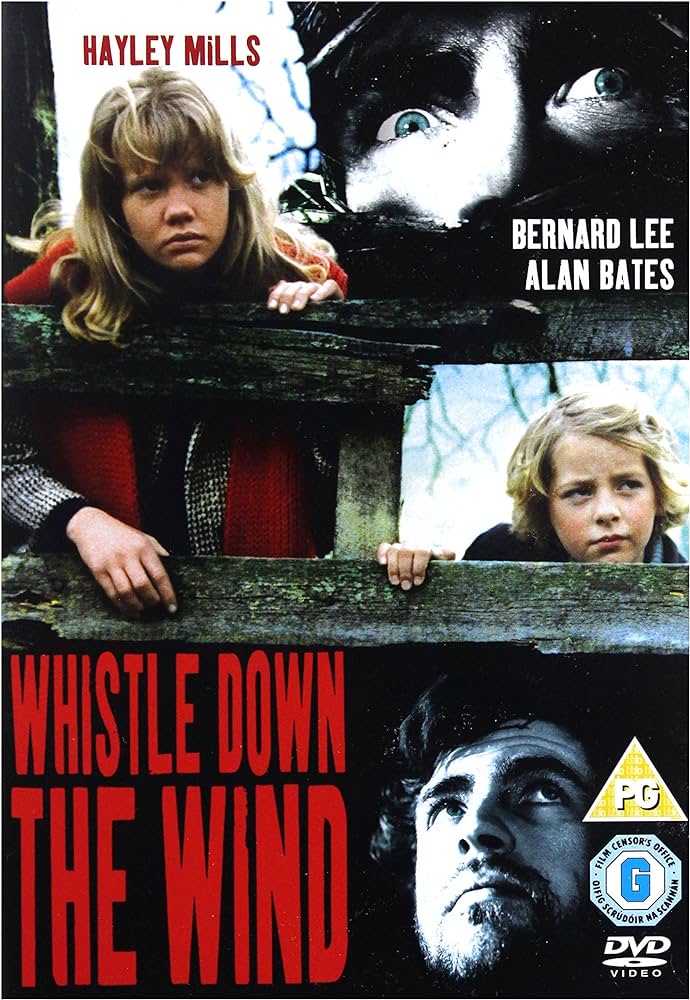 HAYLEY MiLLS
BERNARD LEE
ALAN BATES
WHISTLE DOWN
THE WIND
PG
FILM CENSOR'S OFFICE
G
OIFIG SCRÚDÓIR NA SCANNÁN
DVD
VIDEO